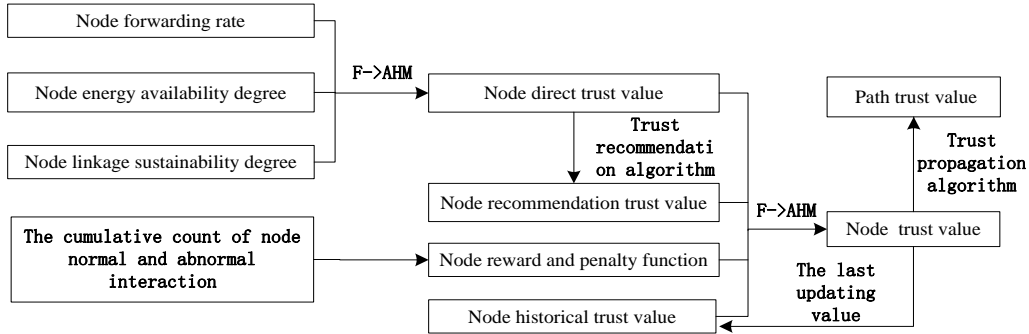 Node forwarding rate
Node energy availability degree
Node linkage sustainability degree
The cumulative count of node
normal and abnormal
interaction
F->AHM
Node direct trust value
Trust
recommendati
on algorithm
Node recommendation trust value
Node reward and penalty function
Node historical trust value
F->AHM
Path trust value
Trust
propagation
algorithm
Node trust value
The last
updating
value